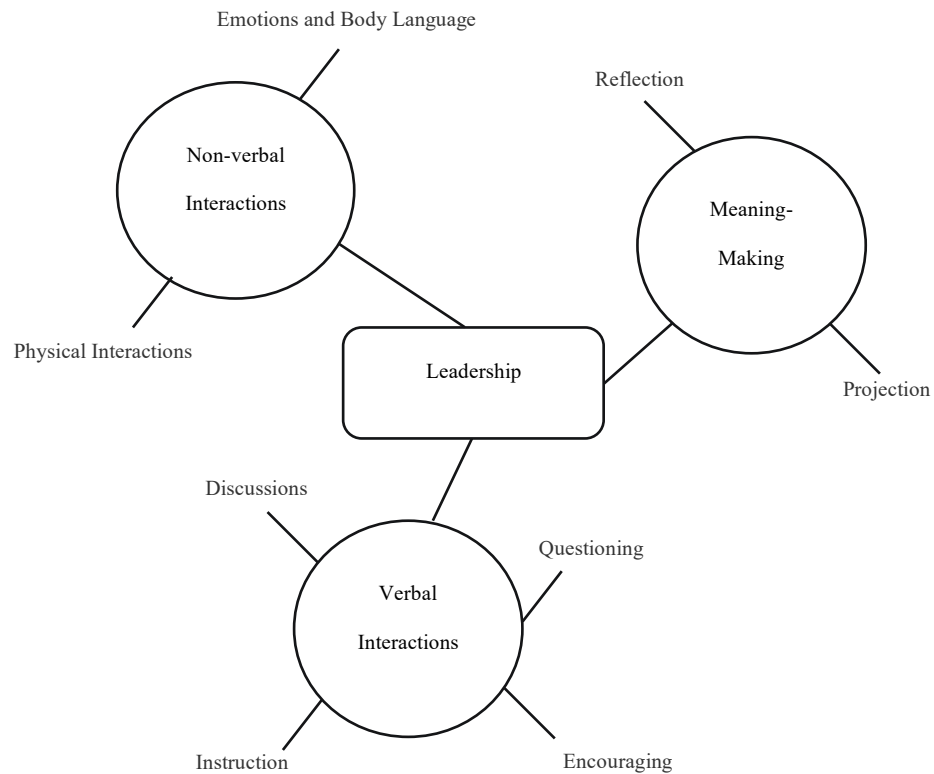 Emotions and Body Language
Reflection
Non-verbal
Interactions
Meaning-
Making
Physical Interactions
Leadership
Projection
Discussions
Questioning
Verbal
Interactions
Instruction
Encouraging